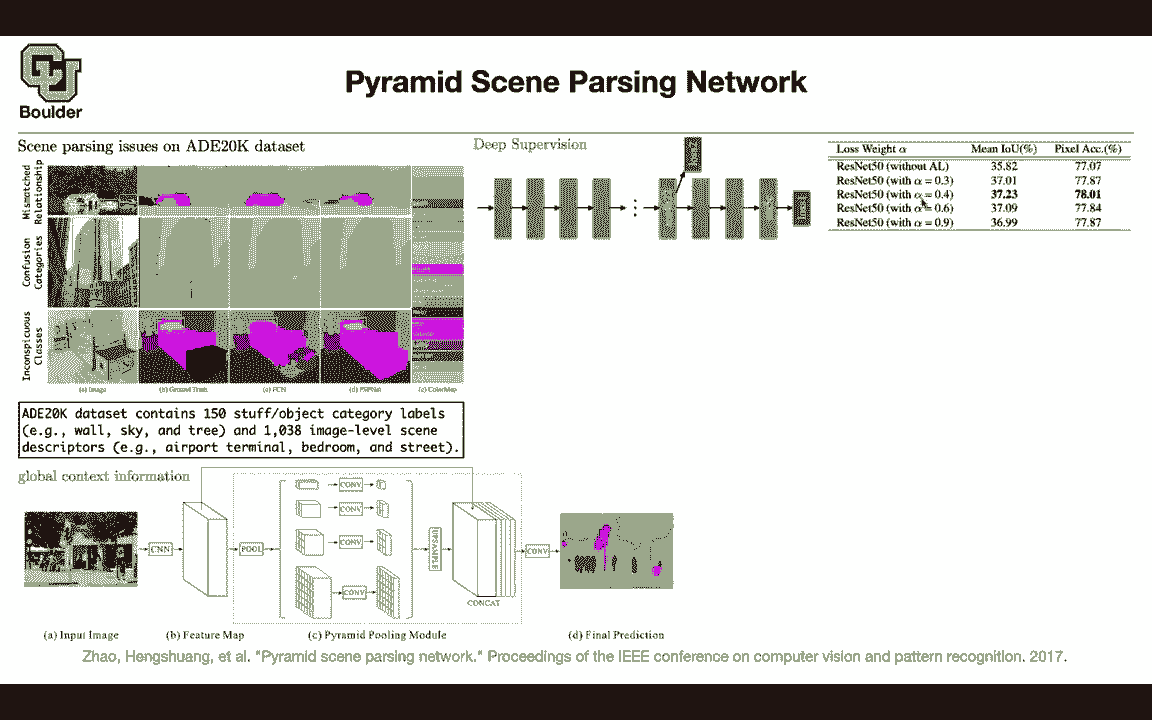 Boulder
Pyramid Scene Parsing Network
Scene parsing issues on ADE20K dataset
Mismatched
Relationship
Confusion
Categories
Inconspicuous
Classes
(a) Image
(b) Ground Truth
(c) FCN
(d) PSPNet
(e) ColorMap
ADE20K dataset contains 150 stuff/object category labels
(e.g., wall, sky, and tree) and 1,038 image-level scene
descriptors (e.g., airport terminal, bedroom, and street).
Deep Supervision
Loss Weight α Mean IoU(%) Pixel Acc.(%)
ResNet50 (without AL) 35.82 77.07
ResNet50 (with α = 0.3) 37.01 77.87
ResNet50 (with α = 0.4) 37.23 78.01
ResNet50 (with α = 0.6) 37.09 77.84
ResNet50 (with α = 0.9) 36.99 77.87
global context information
CNN
POOL
CONV
CONV
CONV
CONV
UPSAMPLE
CONCAT
CONV
(a) Input Image
(b) Feature Map
(c) Pyramid Pooling Module
(d) Final Prediction
Zhao, Hengshuang, et al. "Pyramid scene parsing network." Proceedings of the IEEE conference on computer vision and pattern recognition. 2017.